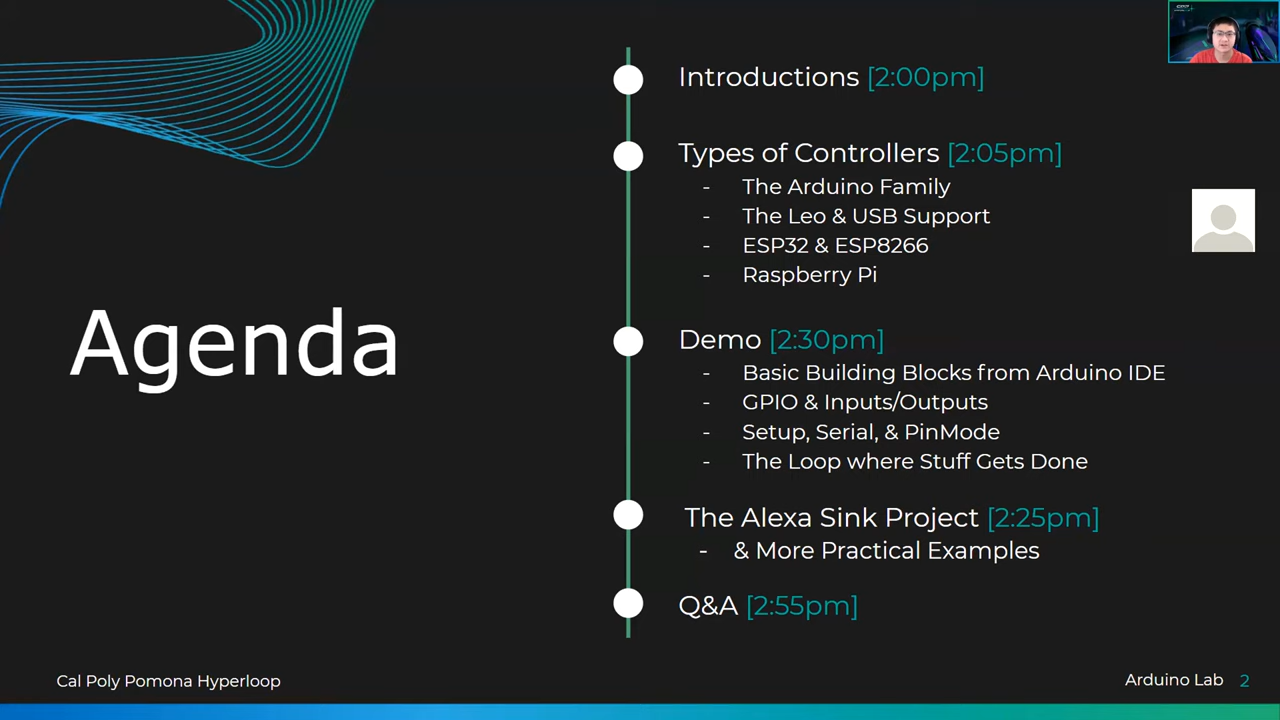 Agenda
Introductions [2:00pm]
Types of Controllers [2:05pm]
- The Arduino Family
- The Leo & USB Support
- ESP32 & ESP8266
- Raspberry Pi
Demo [2:30pm]
- Basic Building Blocks from Arduino IDE
- GPIO & Inputs/Outputs
- Setup, Serial, & PinMode
- The Loop where Stuff Gets Done
The Alexa Sink Project [2:25pm]
- & More Practical Examples
Q&A [2:55pm]
Cal Poly Pomona Hyperloop
Arduino Lab 2